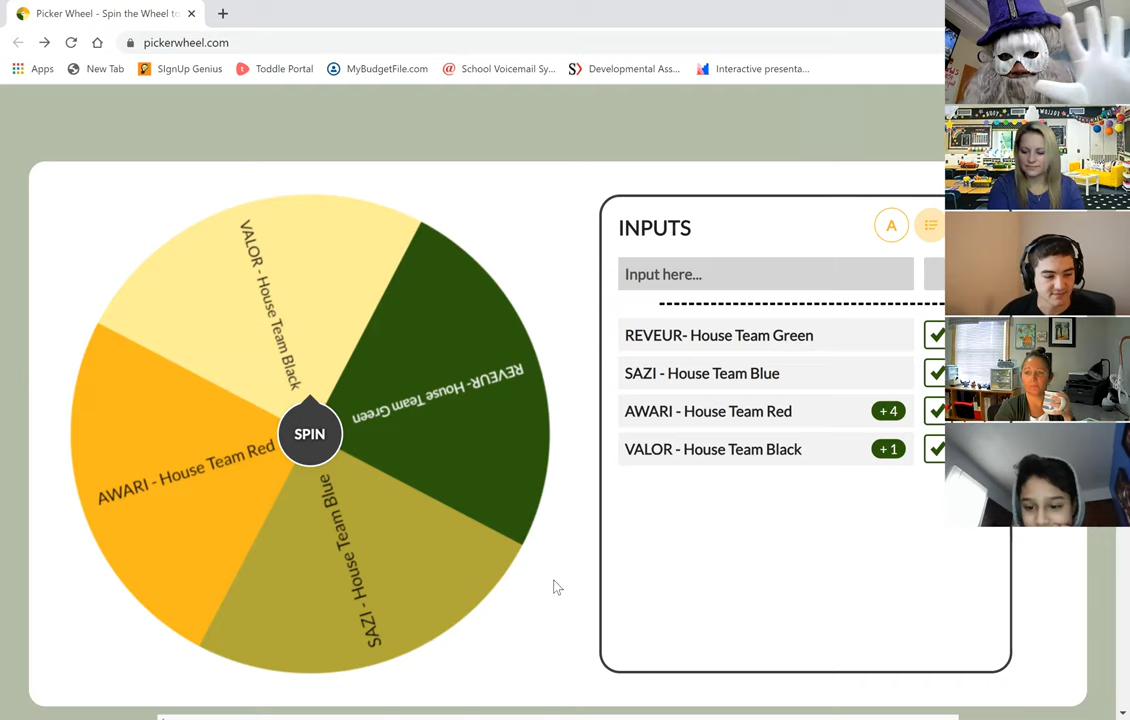 Picker Wheel - Spin the Wheel to
pickerwheel.com
Apps New Tab SIgnUp Genius Toddle Portal MyBudgetFile.com School Voicemail Sy... Developmental Ass... Interactive presenta...
VALOR - House Team Black
REVEUR- House Team Green
AWARI - House Team Red
SAZI - House Team Blue
SPIN
INPUTS
A
Input here...
REVEUR- House Team Green
SAZI - House Team Blue
AWARI - House Team Red +4
VALOR - House Team Black +1